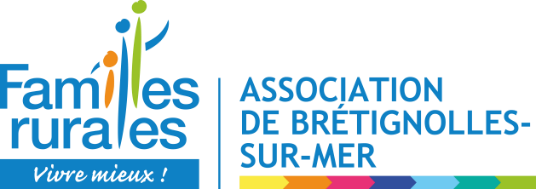 Familles
rurales
Vivre mieux !
ASSOCIATION
DE BRÉTIGNOLLES-
SUR-MER